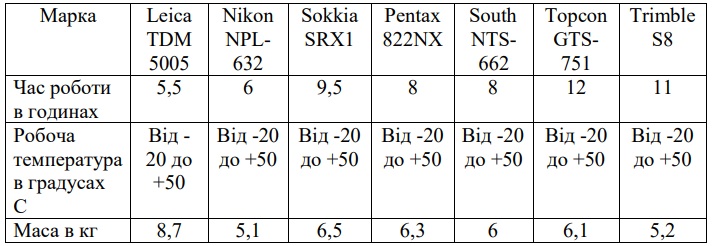 Марка Leica TDM 5005 Nikon NPL-632 Sokkia SRX1 Pentax 822NX South NTS-662 Topcon GTS-751 Trimble S8
Час роботи в годинах 5,5 6 9,5 8 8 12 11
Робоча температура в градусах С Від -20 до +50 Від -20 до +50 Від -20 до +50 Від -20 до +50 Від -20 до +50 Від -20 до +50 Від -20 до +50
Маса в кг 8,7 5,1 6,5 6,3 6 6,1 5,2